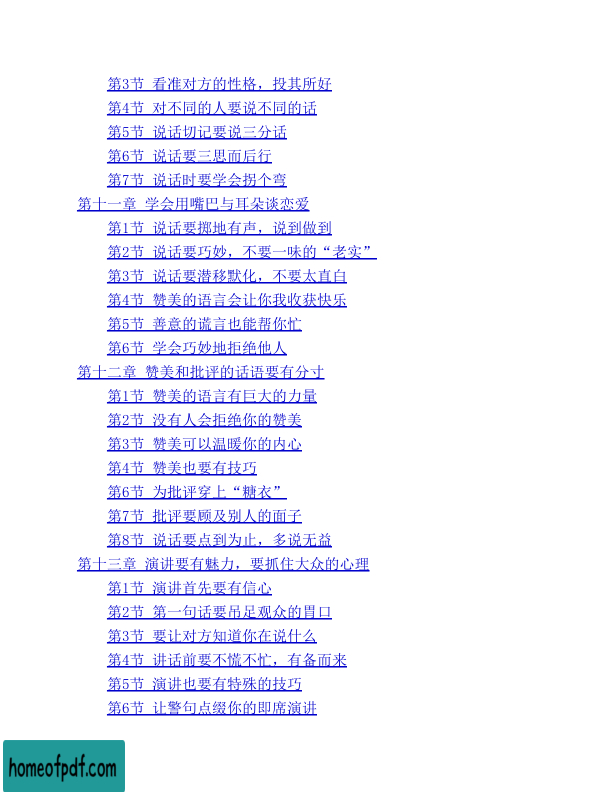 第3节 看准对方的性格，投其所好
第4节 对不同的人要说不同的话
第5节 说话切记要说三分话
第6节 说话要三思而后行
第7节 说话时要学会拐个弯
第十一章 学会用嘴巴与耳朵谈恋爱
第1节 说话要掷地有声，说到做到
第2节 说话要巧妙，不要一味的“老实”
第3节 说话要潜移默化，不要太直白
第4节 赞美的语言会让你我收获快乐
第5节 善意的谎言也能帮你忙
第6节 学会巧妙地拒绝他人
第十二章 赞美和批评的话语要有分寸
第1节 赞美的语言有巨大的力量
第2节 没有人会拒绝你的赞美
第3节 赞美可以温暖你的内心
第4节 赞美也要有技巧
第6节 为批评穿上“糖衣”
第7节 批评要顾及别人的面子
第8节 说话要点到为止，多说无益
第十三章 演讲要有魅力，要抓住大众的心理
第1节 演讲首先要有信心
第2节 第一句话要吊足观众的胃口
第3节 要让对方知道你在说什么
第4节 讲话前要不慌不忙，有备而来
第5节 演讲也要有特殊的技巧
第6节 让警句点缀你的即席演讲
homeofpdf.com